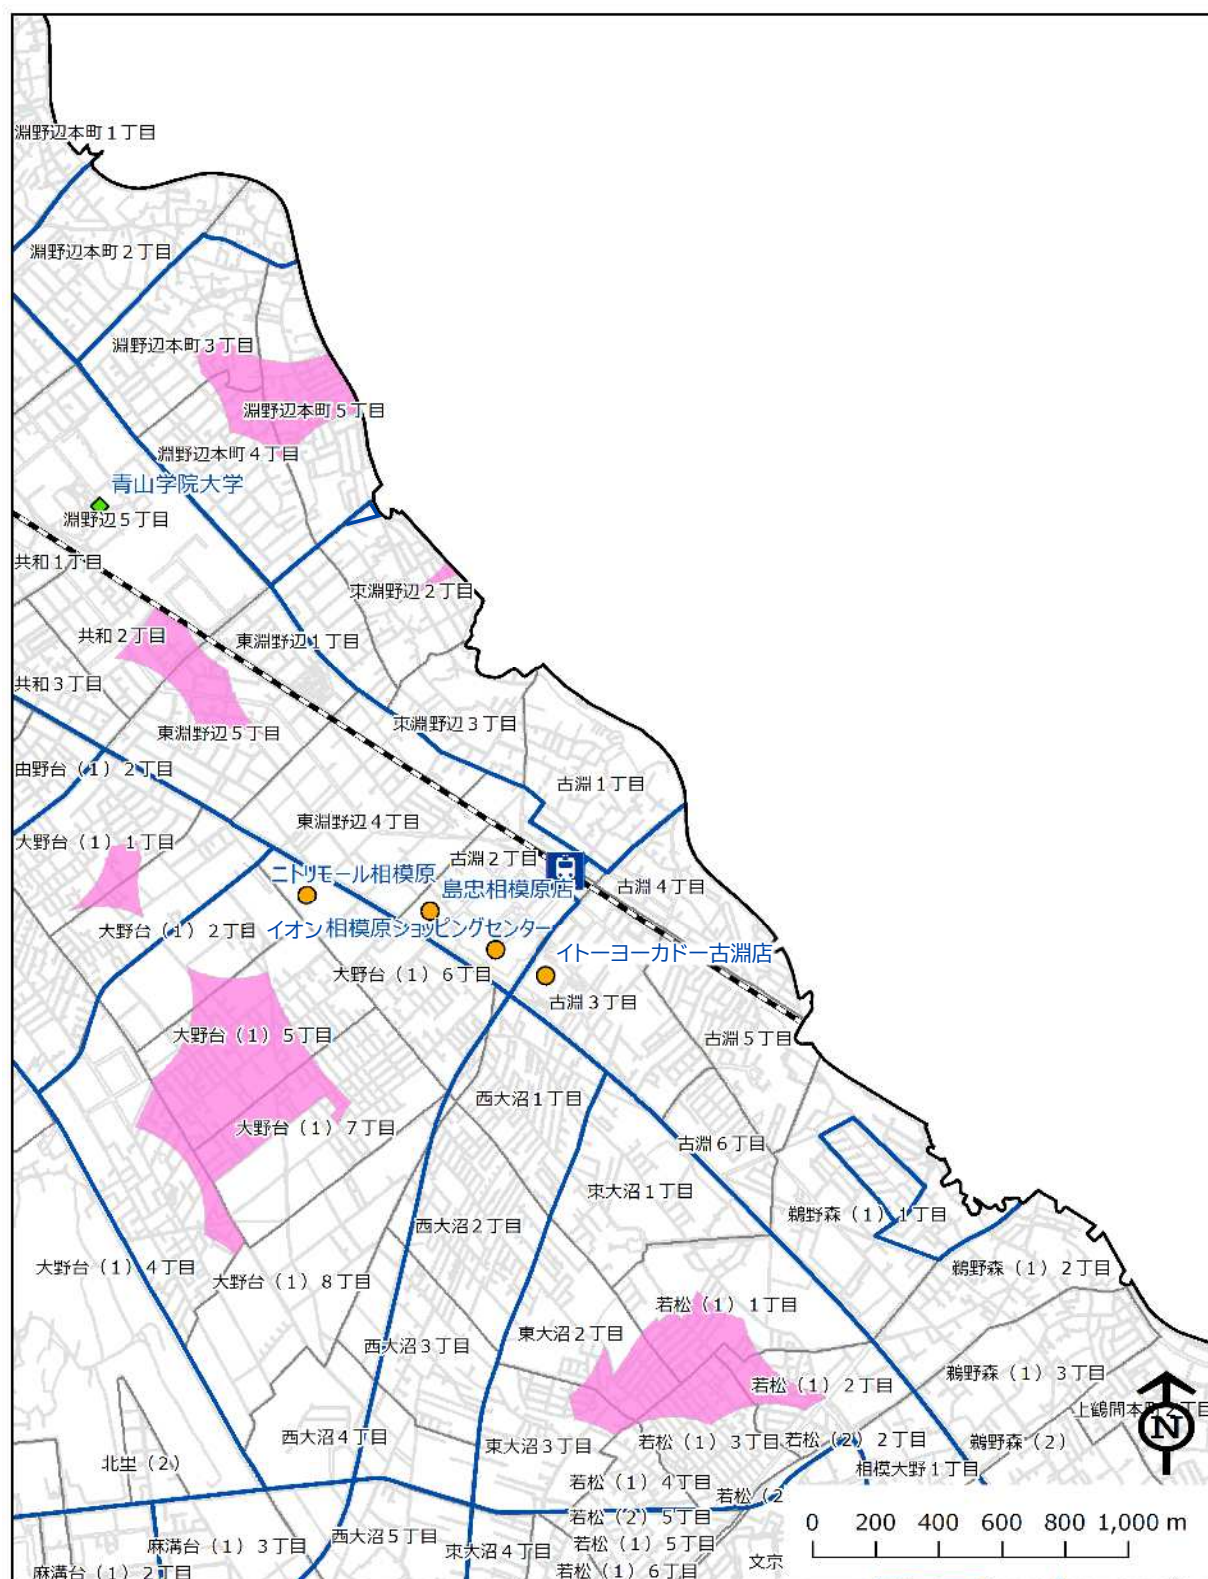 淵野辺本町１丁目
淵野辺本町２丁目
淵野辺本町３丁目
淵野辺本町５丁目
淵野辺本町４丁目
青山学院大学
淵野辺５丁目
共和１丁目
東淵野辺２丁目
共和２丁目
東淵野辺１丁目
共和３丁目
東淵野辺３丁目
東淵野辺５丁目
由野台（1）２丁目
古淵１丁目
東淵野辺４丁目
大野台（1）１丁目
古淵２丁目
ニトリモール相模原
島忠相模原店
古淵４丁目
大野台（1）２丁目
イオン相模原ショッピングセンター
イトーヨーカドー古淵店
大野台（1）６丁目
古淵３丁目
大野台（1）５丁目
古淵５丁目
西大沼１丁目
大野台（1）７丁目
古淵６丁目
東大沼１丁目
鵜野森（1）１丁目
西大沼２丁目
大野台（1）４丁目
大野台（1）８丁目
鵜野森（1）２丁目
若松（1）１丁目
東大沼２丁目
西大沼３丁目
鵜野森（1）３丁目
若松（1）２丁目
上鶴間本町２丁目
N
西大沼４丁目
東大沼３丁目
若松（1）３丁目
若松（2）２丁目
鵜野森（2）
北里（2）
相模大野１丁目
若松（1）４丁目
若松（2
若松（2）５丁目
0 200 400 600 800 1,000 m
西大沼５丁目
麻溝台（1）３丁目
東大沼４丁目
若松（1）５丁目
文京
麻溝台（1）２丁目
若松（1）６丁目